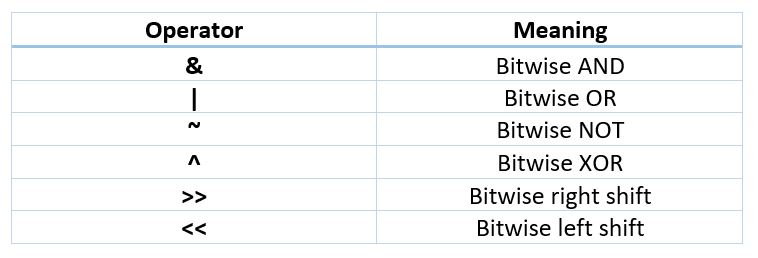 Operator Meaning
& Bitwise AND
| Bitwise OR
~ Bitwise NOT
^ Bitwise XOR
>> Bitwise right shift
<< Bitwise left shift